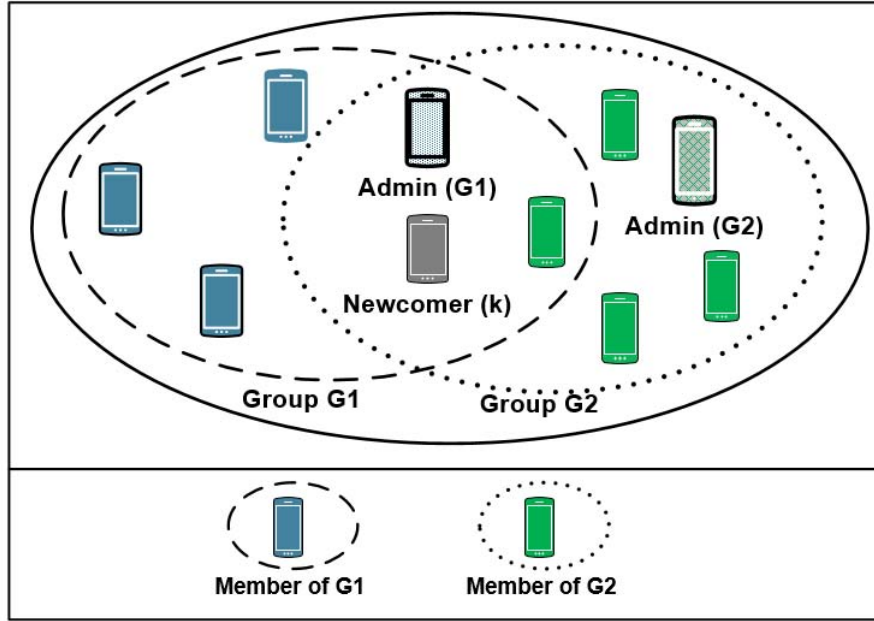 Admin (G1)
Admin (G2)
Newcomer (k)
Group G1
Group G2
Member of G1
Member of G2